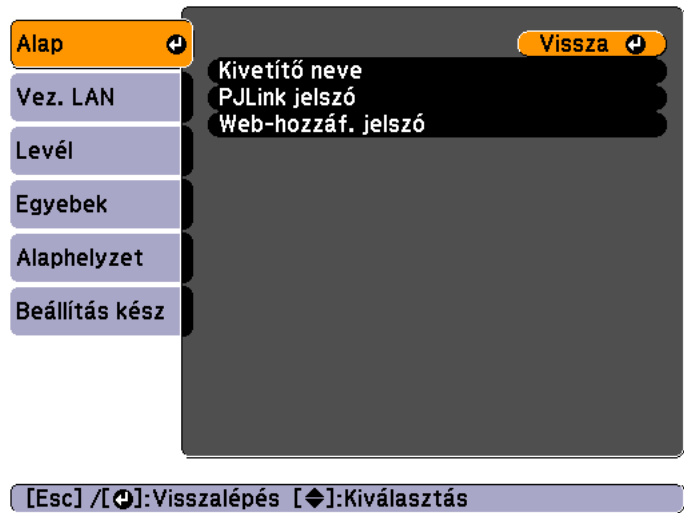 Alap
Vez. LAN
Levél
Egyebek
Alaphelyzet
Beállítás kész
Vissza
Kivetítő neve
PJLink jelszó
Web-hozzáf. jelszó
[Esc] /[⏎]:Visszalépés [◆]:Kiválasztás